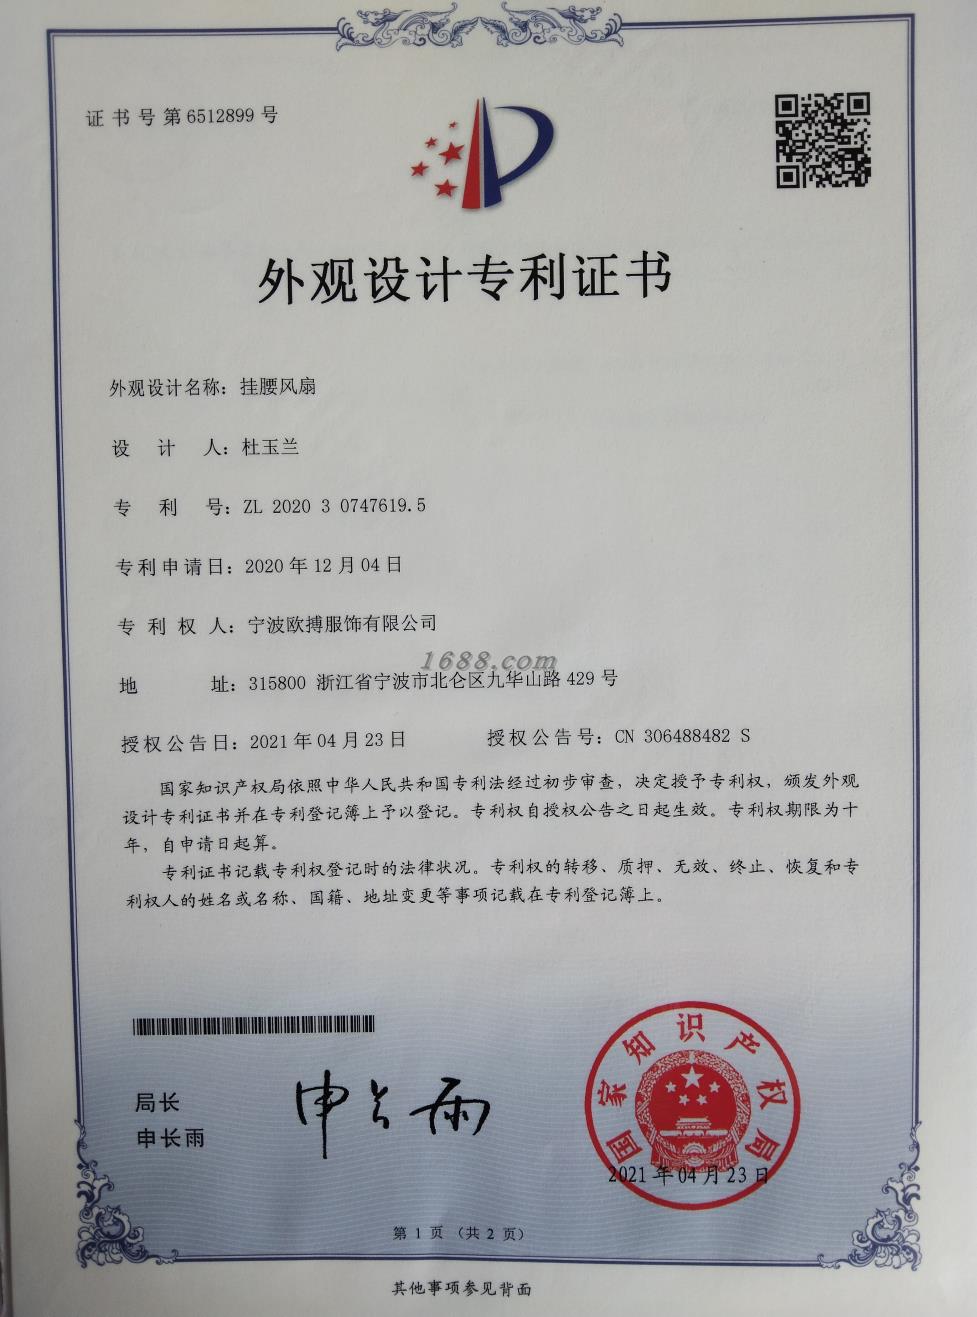 证书号第6512899号
外观设计专利证书
外观设计名称：挂腰风扇
设 计 人：杜玉兰
专 利 号：ZL 2020 3 0747619.5
专利申请日：2020年12月04日
专 利 权 人：宁波欧搏服饰有限公司
1688.com
地 址：315800 浙江省宁波市北仑区九华山路429号
授权公告日：2021年04月23日 授权公告号：CN 306488482 S
国家知识产权局依照中华人民共和国专利法经过初步审查，决定授予专利权，颁发外观
设计专利证书并在专利登记簿上予以登记。专利权自授权公告之日起生效。专利权期限为十
年，自申请日起算。
专利证书记载专利权登记时的法律状况。专利权的转移、质押、无效、终止、恢复和专
利权人的姓名或名称、国籍、地址变更等事项记载在专利登记簿上。
局长
申长雨
申长雨
国家知识产权局
2021年04月23日
第 1 页 （共 2 页）
其他事项参见背面